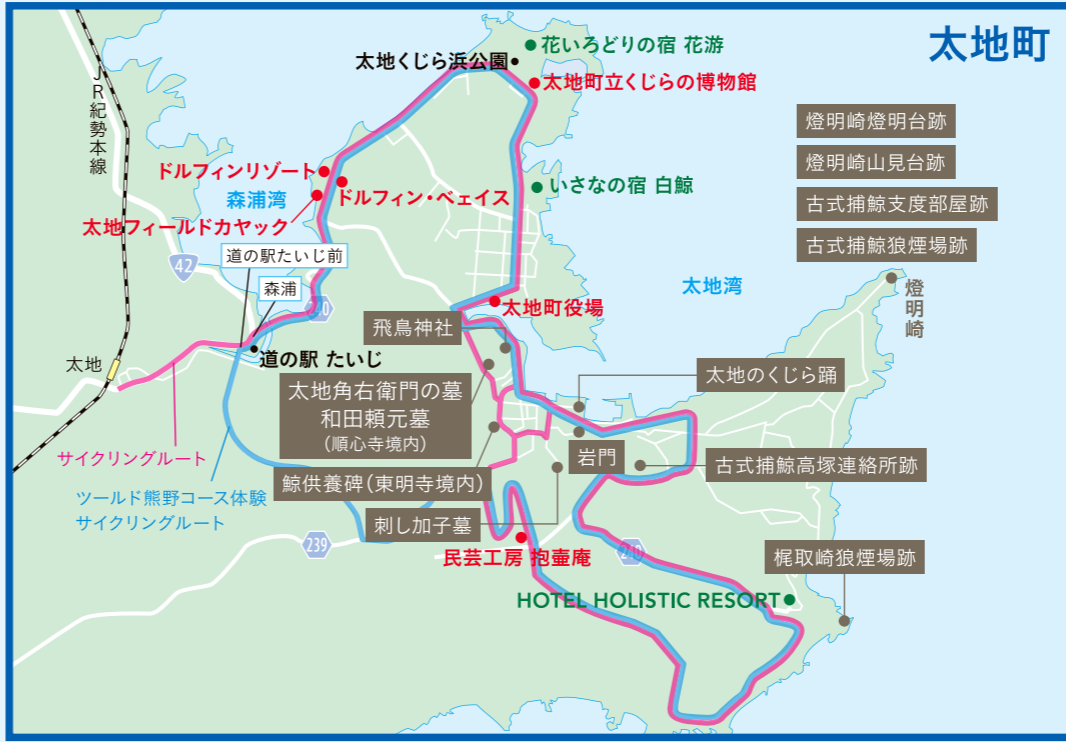 太地町
花いろどりの宿 花游
太地くじら浜公園
太地町立くじらの博物館
JR紀勢本線
燈明崎燈明台跡
燈明崎山見台跡
古式捕鯨支度部屋跡
古式捕鯨狼煙場跡
ドルフィンリゾート
森浦湾
ドルフィン・ベェイス
いさなの宿 白鯨
太地フィールドカヤック
42
道の駅たいじ前
森浦
240
太地湾
燈明崎
太地町役場
飛鳥神社
道の駅 たいじ
太地
太地角右衛門の墓
和田頼元墓
(順心寺境内)
太地のくじら踊
サイクリングルート
岩門
古式捕鯨高塚連絡所跡
鯨供養碑(東明寺境内)
ツールド熊野コース体験
サイクリングルート
刺し加子墓
239
民芸工房 抱壷庵
240
梶取崎狼煙場跡
HOTEL HOLISTIC RESORT